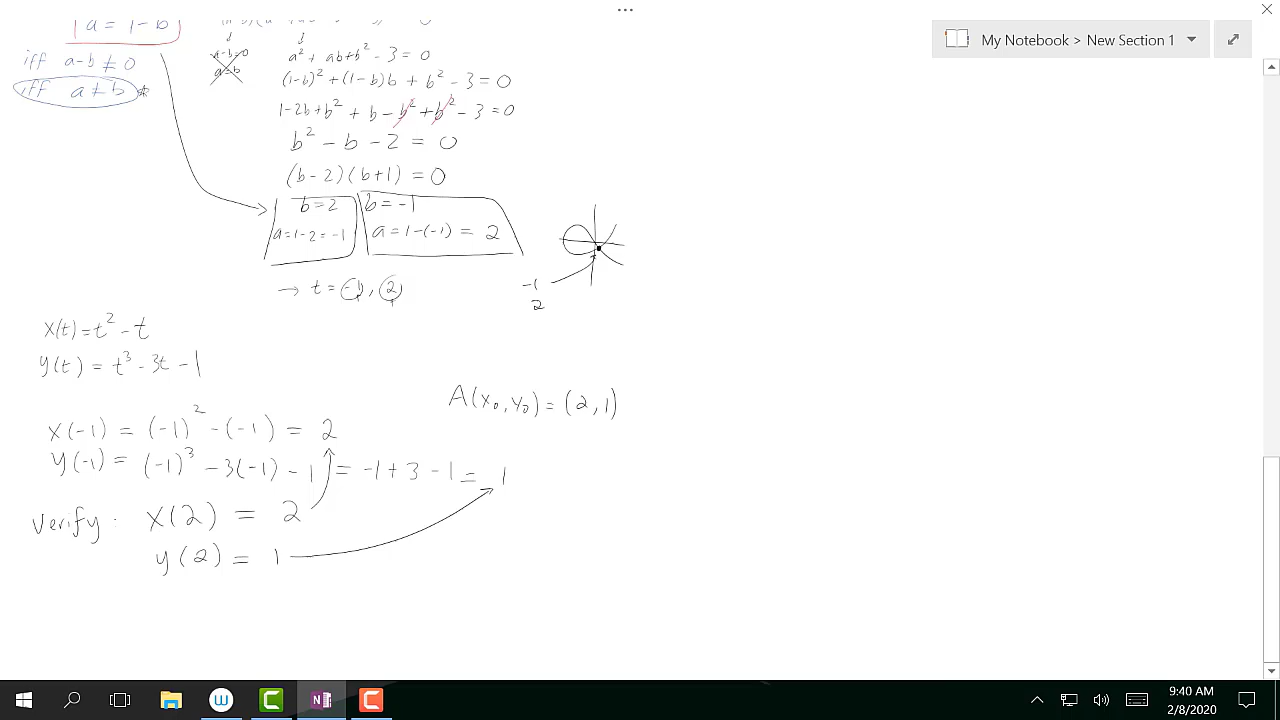 My Notebook > New Section 1
a = 1 - b
iff a-b ≠ 0
iff a ≠ b *
a-b=0
a=b
a² + ab + b² - 3 = 0
(1-b)² + (1-b)b + b² - 3 = 0
1-2b+b² + b - b² + b² - 3 = 0
b² - b - 2 = 0
(b-2)(b+1) = 0
b = 2
a = 1-2 = -1
b = -1
a = 1-(-1) = 2
→ t = -1, 2
-1
2
x(t) = t² - t
y(t) = t³ - 3t - 1
A(x₀, y₀) = (2, 1)
x(-1) = (-1)² - (-1) = 2
y(-1) = (-1)³ - 3(-1) - 1 = -1 + 3 - 1 = 1
Verify: x(2) = 2
y(2) = 1
9:40 AM
2/8/2020